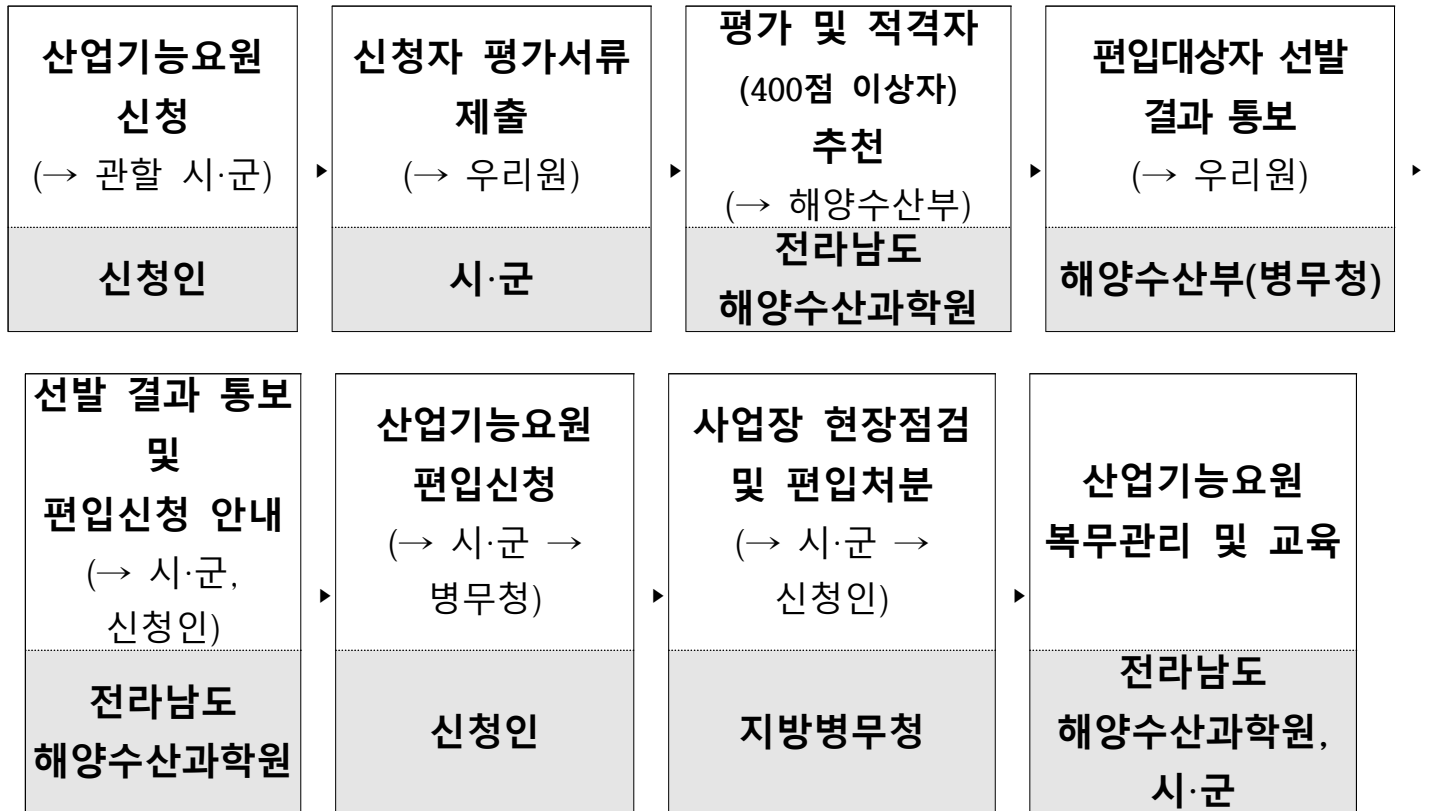 산업기능요원
신청
(→ 관할 시·군)
신청인
▶
신청자 평가서류
제출
(→ 우리원)
시·군
▶
평가 및 적격자
(400점 이상자)
추천
(→ 해양수산부)
전라남도
해양수산과학원
▶
편입대상자 선발
결과 통보
(→ 우리원)
해양수산부(병무청)
▶
선발 결과 통보
및
편입신청 안내
(→ 시·군,
신청인)
전라남도
해양수산과학원
▶
산업기능요원
편입신청
(→ 시·군 →
병무청)
신청인
▶
사업장 현장점검
및 편입처분
(→ 시·군 →
신청인)
지방병무청
▶
산업기능요원
복무관리 및 교육
전라남도
해양수산과학원,
시·군